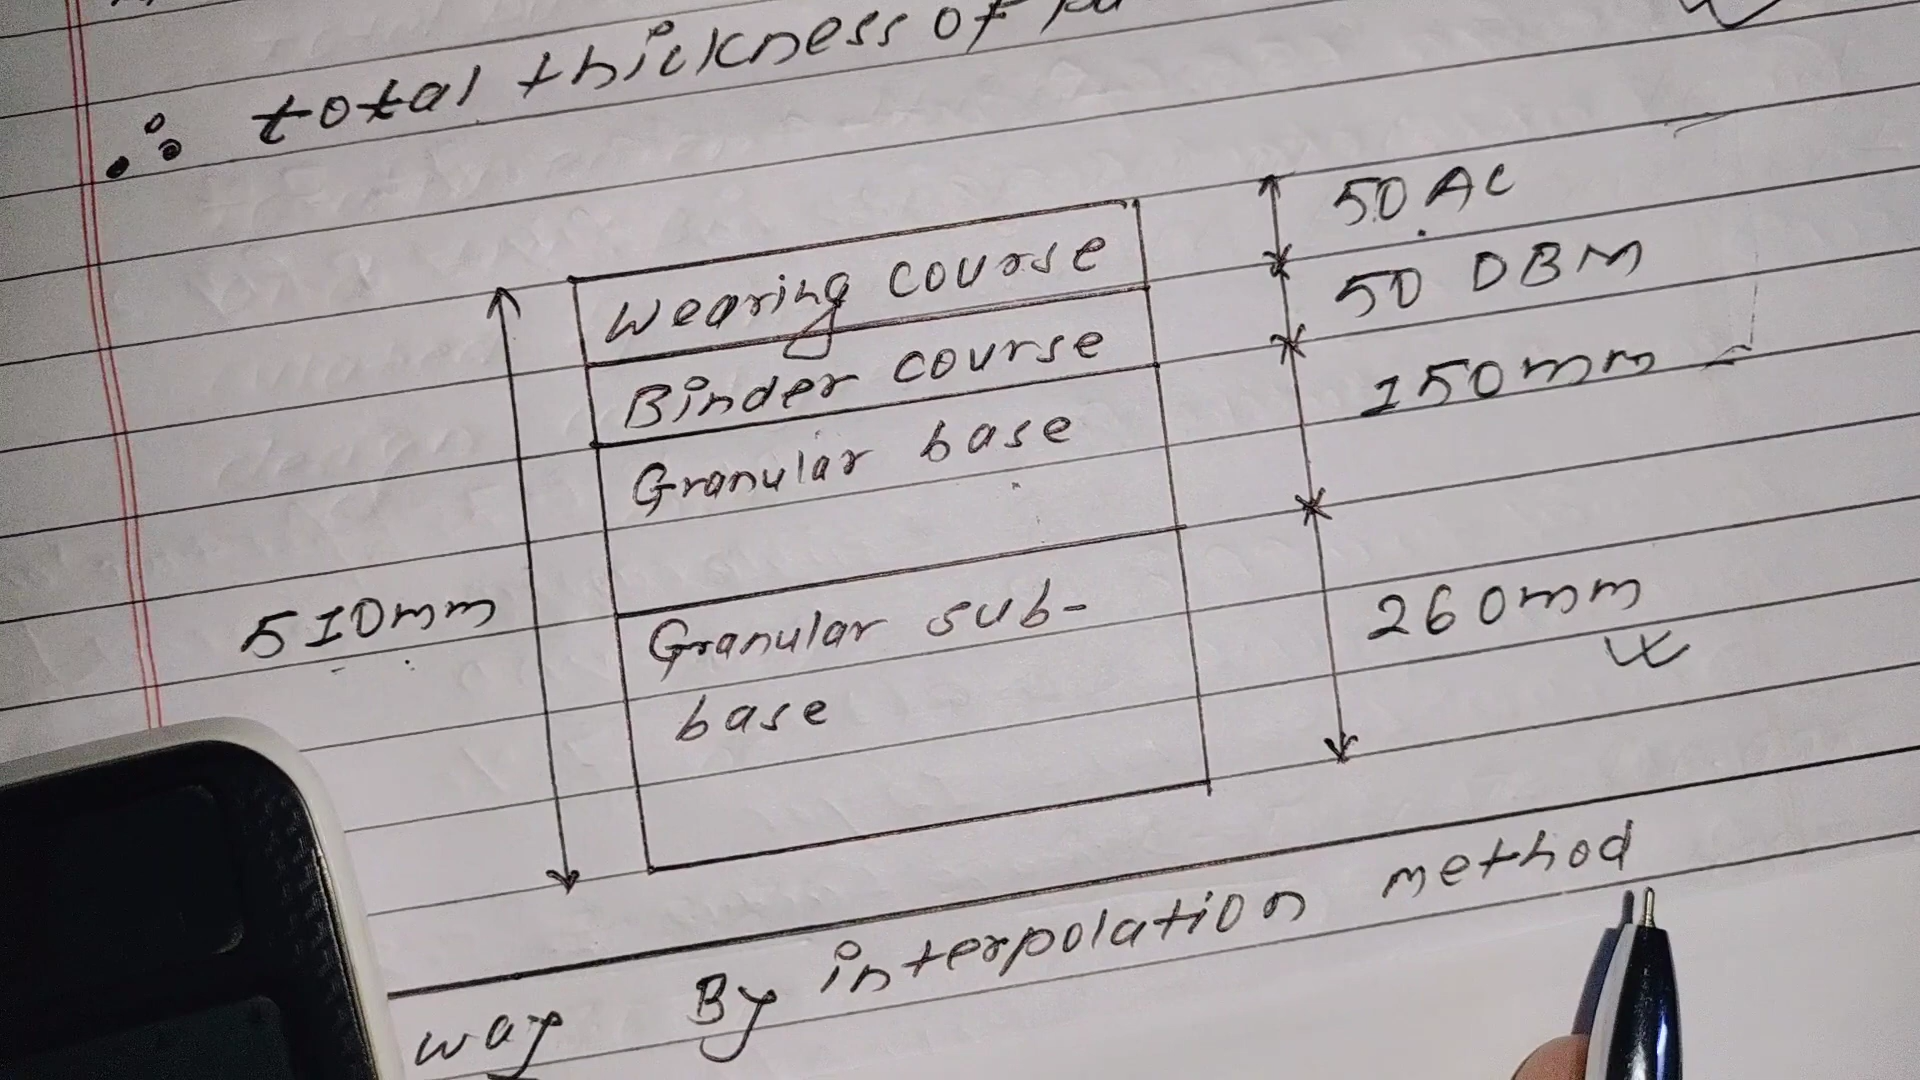 ∴ total thickness of
Wearing course
50 AC
Binder course
50 DBM
Granular base
150mm
510mm
Granular sub-
base
260mm
way By interpolation method